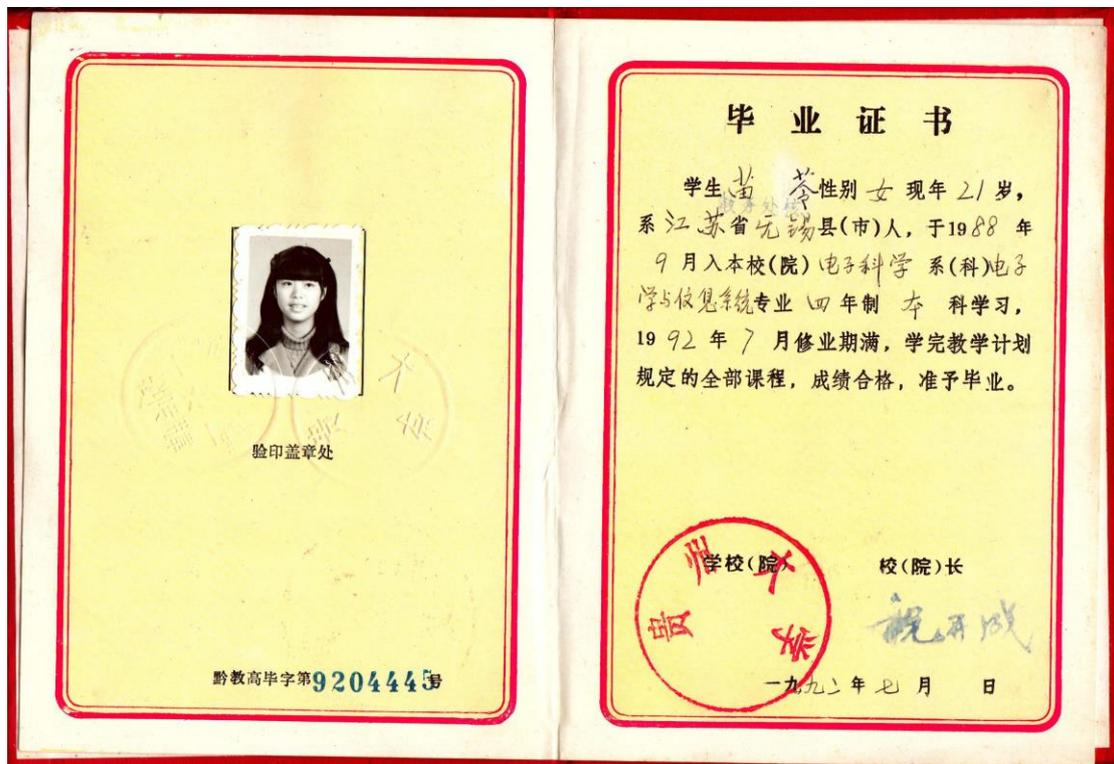 验印盖章处
黔教高毕字第9204445号
毕业证书
学生苗苓性别女现年21岁，
系江苏省无锡县(市)人，于1988年
9月入本校(院)电子科学系(科)电子
学与信息系统专业四年制本科学习，
1992年7月修业期满，学完教学计划
规定的全部课程，成绩合格，准予毕业。
学校(院)
校(院)长
贵州大学
一九九二年七月 日